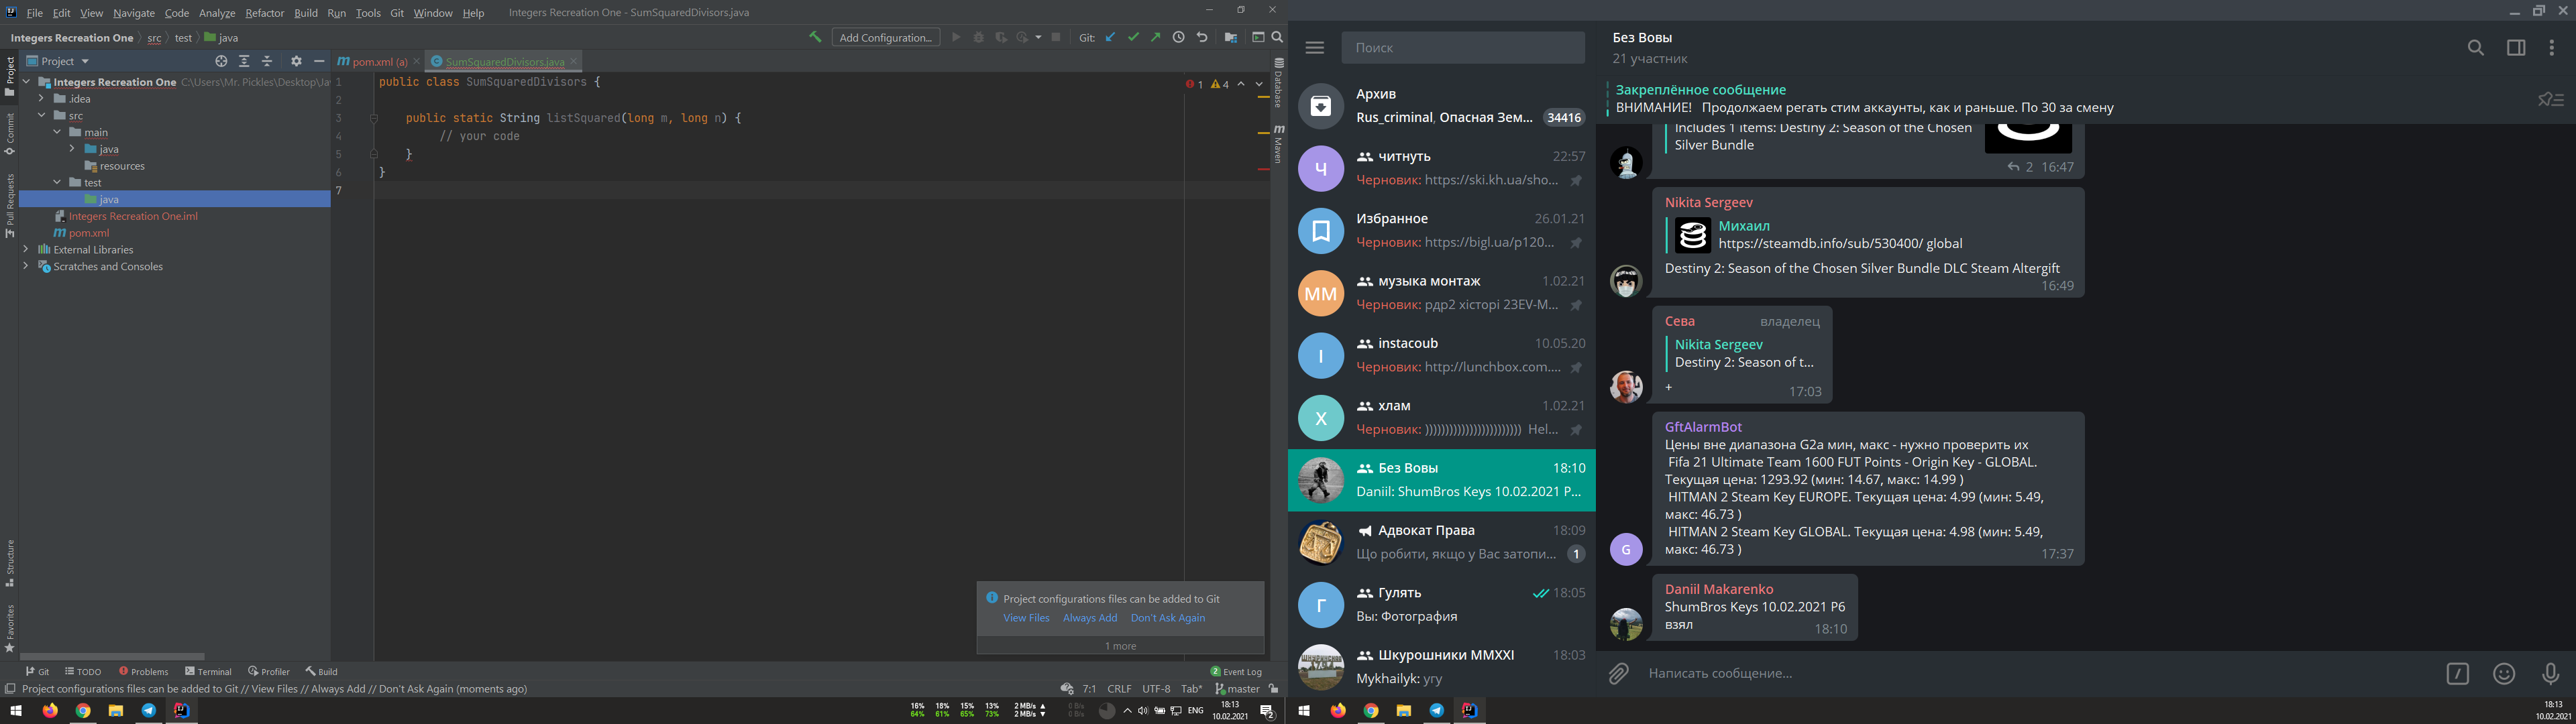 File Edit View Navigate Code Analyze Refactor Build Run Tools Git Window Help Integers Recreation One - SumSquaredDivisors.java
Integers Recreation One src test java
Add Configuration... Git:
Project
pom.xml (a) SumSquaredDivisors.java
Integers Recreation One C:\Users\Mr. Pickles\Desktop\Ja
.idea
src
main
java
resources
test
java
Integers Recreation One.iml
pom.xml
External Libraries
Scratches and Consoles
Project
Commit
Pull Requests
Structure
Favorites
1 public class SumSquaredDivisors {
2
3 public static String listSquared(long m, long n) {
4 // your code
5 }
6 }
7
1 4
Database
Maven
Project configurations files can be added to Git
View Files Always Add Don't Ask Again
1 more
Git TODO Problems Terminal Profiler Build
2 Event Log
Project configurations files can be added to Git // View Files // Always Add // Don't Ask Again (moments ago)
7:1 CRLF UTF-8 Tab* master
16% 18% 15% 13% 2 MB/s 0 B/s
64% 61% 65% 73% 2 MB/s 0 B/s
ENG
18:13
10.02.2021
2
Поиск
Архив
Rus_criminal, Опасная Зем... 34416
Ч
читнуть 22:57
Черновик: https://ski.kh.ua/sho...
Избранное 26.01.21
Черновик: https://bigl.ua/p120...
ММ
музыка монтаж 1.02.21
Черновик: рдр2 хісторі 23EV-M...
I
instacoub 10.05.20
Черновик: http://lunchbox.com....
Х
хлам 1.02.21
Черновик: )))))))))))))))))))))))) Hel...
Без Вовы 18:10
Daniil: ShumBros Keys 10.02.2021 P...
Адвокат Права 18:09
Що робити, якщо у Вас затопи... 1
Г
Гулять 18:05
Вы: Фотография
Шкурошники MMXXI 18:03
Mykhailyk: угу
Без Вовы
21 участник
Закреплённое сообщение
ВНИМАНИЕ! Продолжаем регать стим аккаунты, как и раньше. По 30 за смену
Includes 1 items: Destiny 2: Season of the Chosen
Silver Bundle
2 16:47
Nikita Sergeev
Михаил
https://steamdb.info/sub/530400/ global
Destiny 2: Season of the Chosen Silver Bundle DLC Steam Altergift
16:49
Сева владелец
Nikita Sergeev
Destiny 2: Season of t...
+
17:03
GftAlarmBot
Цены вне диапазона G2a мин, макс - нужно проверить их
Fifa 21 Ultimate Team 1600 FUT Points - Origin Key - GLOBAL.
Текущая цена: 1293.92 (мин: 14.67, макс: 14.99 )
HITMAN 2 Steam Key EUROPE. Текущая цена: 4.99 (мин: 5.49,
макс: 46.73 )
HITMAN 2 Steam Key GLOBAL. Текущая цена: 4.98 (мин: 5.49,
макс: 46.73 )
17:37
G
Daniil Makarenko
ShumBros Keys 10.02.2021 P6
взял
18:10
Написать сообщение...
18:13
10.02.2021